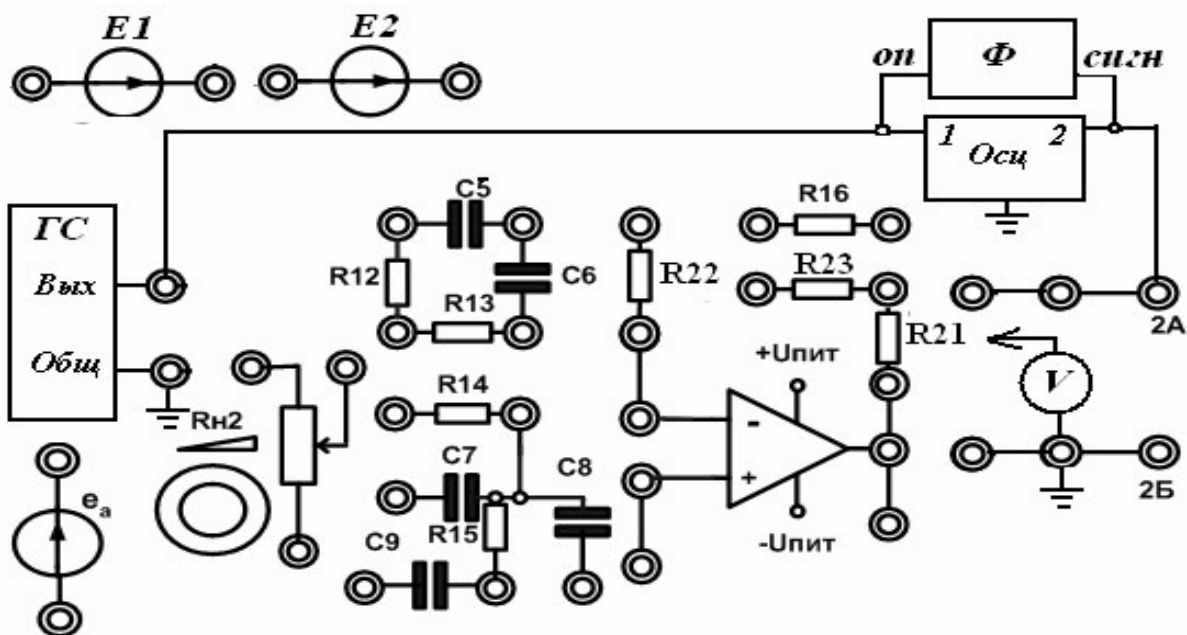 E1
E2
оп
Ф
сигн
1
2
Осц
ГС
Вых
Общ
C5
R12
C6
R13
R22
R16
R23
R21
2А
V
2Б
Rн2
R14
C7
C8
R15
C9
+Uпит
-
+
-Uпит
eа